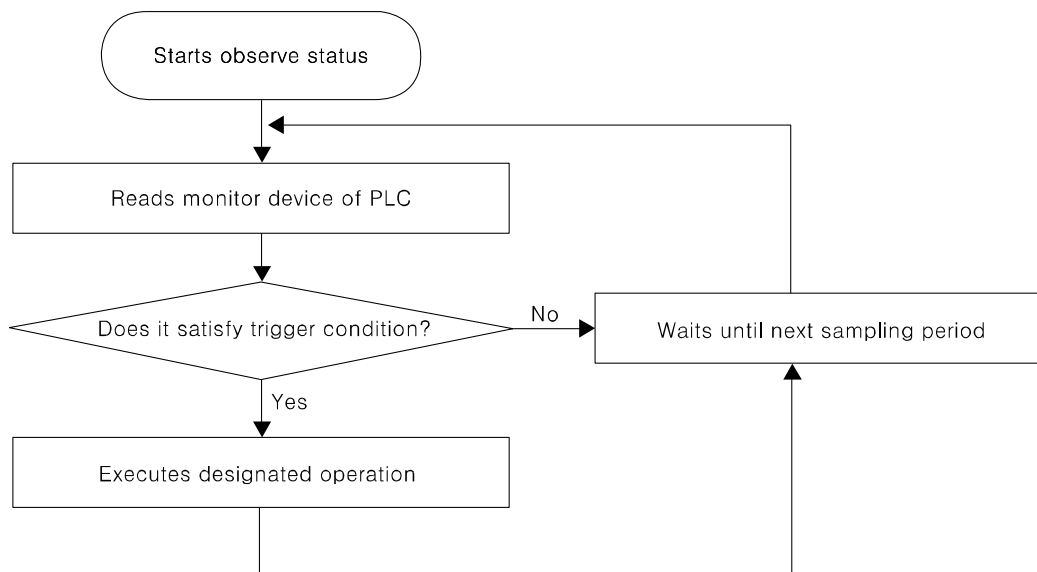 Starts observe status
Reads monitor device of PLC
Does it satisfy trigger condition?
No
Waits until next sampling period
Yes
Executes designated operation